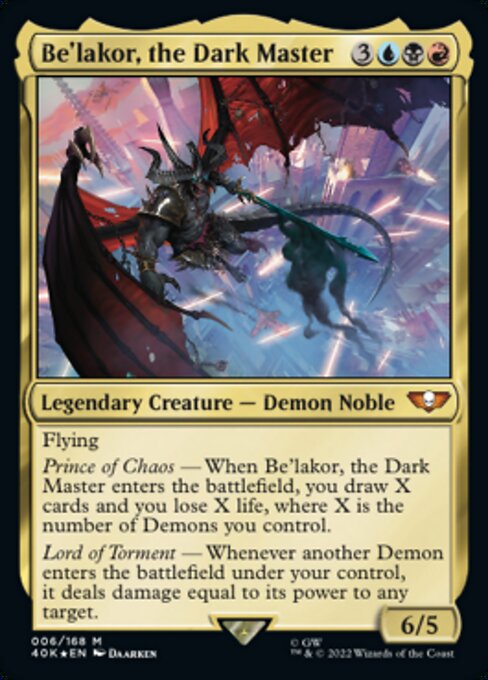 Be'lakor, the Dark Master 3
Legendary Creature — Demon Noble
Flying
Prince of Chaos — When Be'lakor, the Dark
Master enters the battlefield, you draw X
cards and you lose X life, where X is the
number of Demons you control.
Lord of Torment — Whenever another Demon
enters the battlefield under your control,
it deals damage equal to its power to any
target.
6/5
006/168 M
40K★EN Daarken
© GW
™ & © 2022 Wizards of the Coast